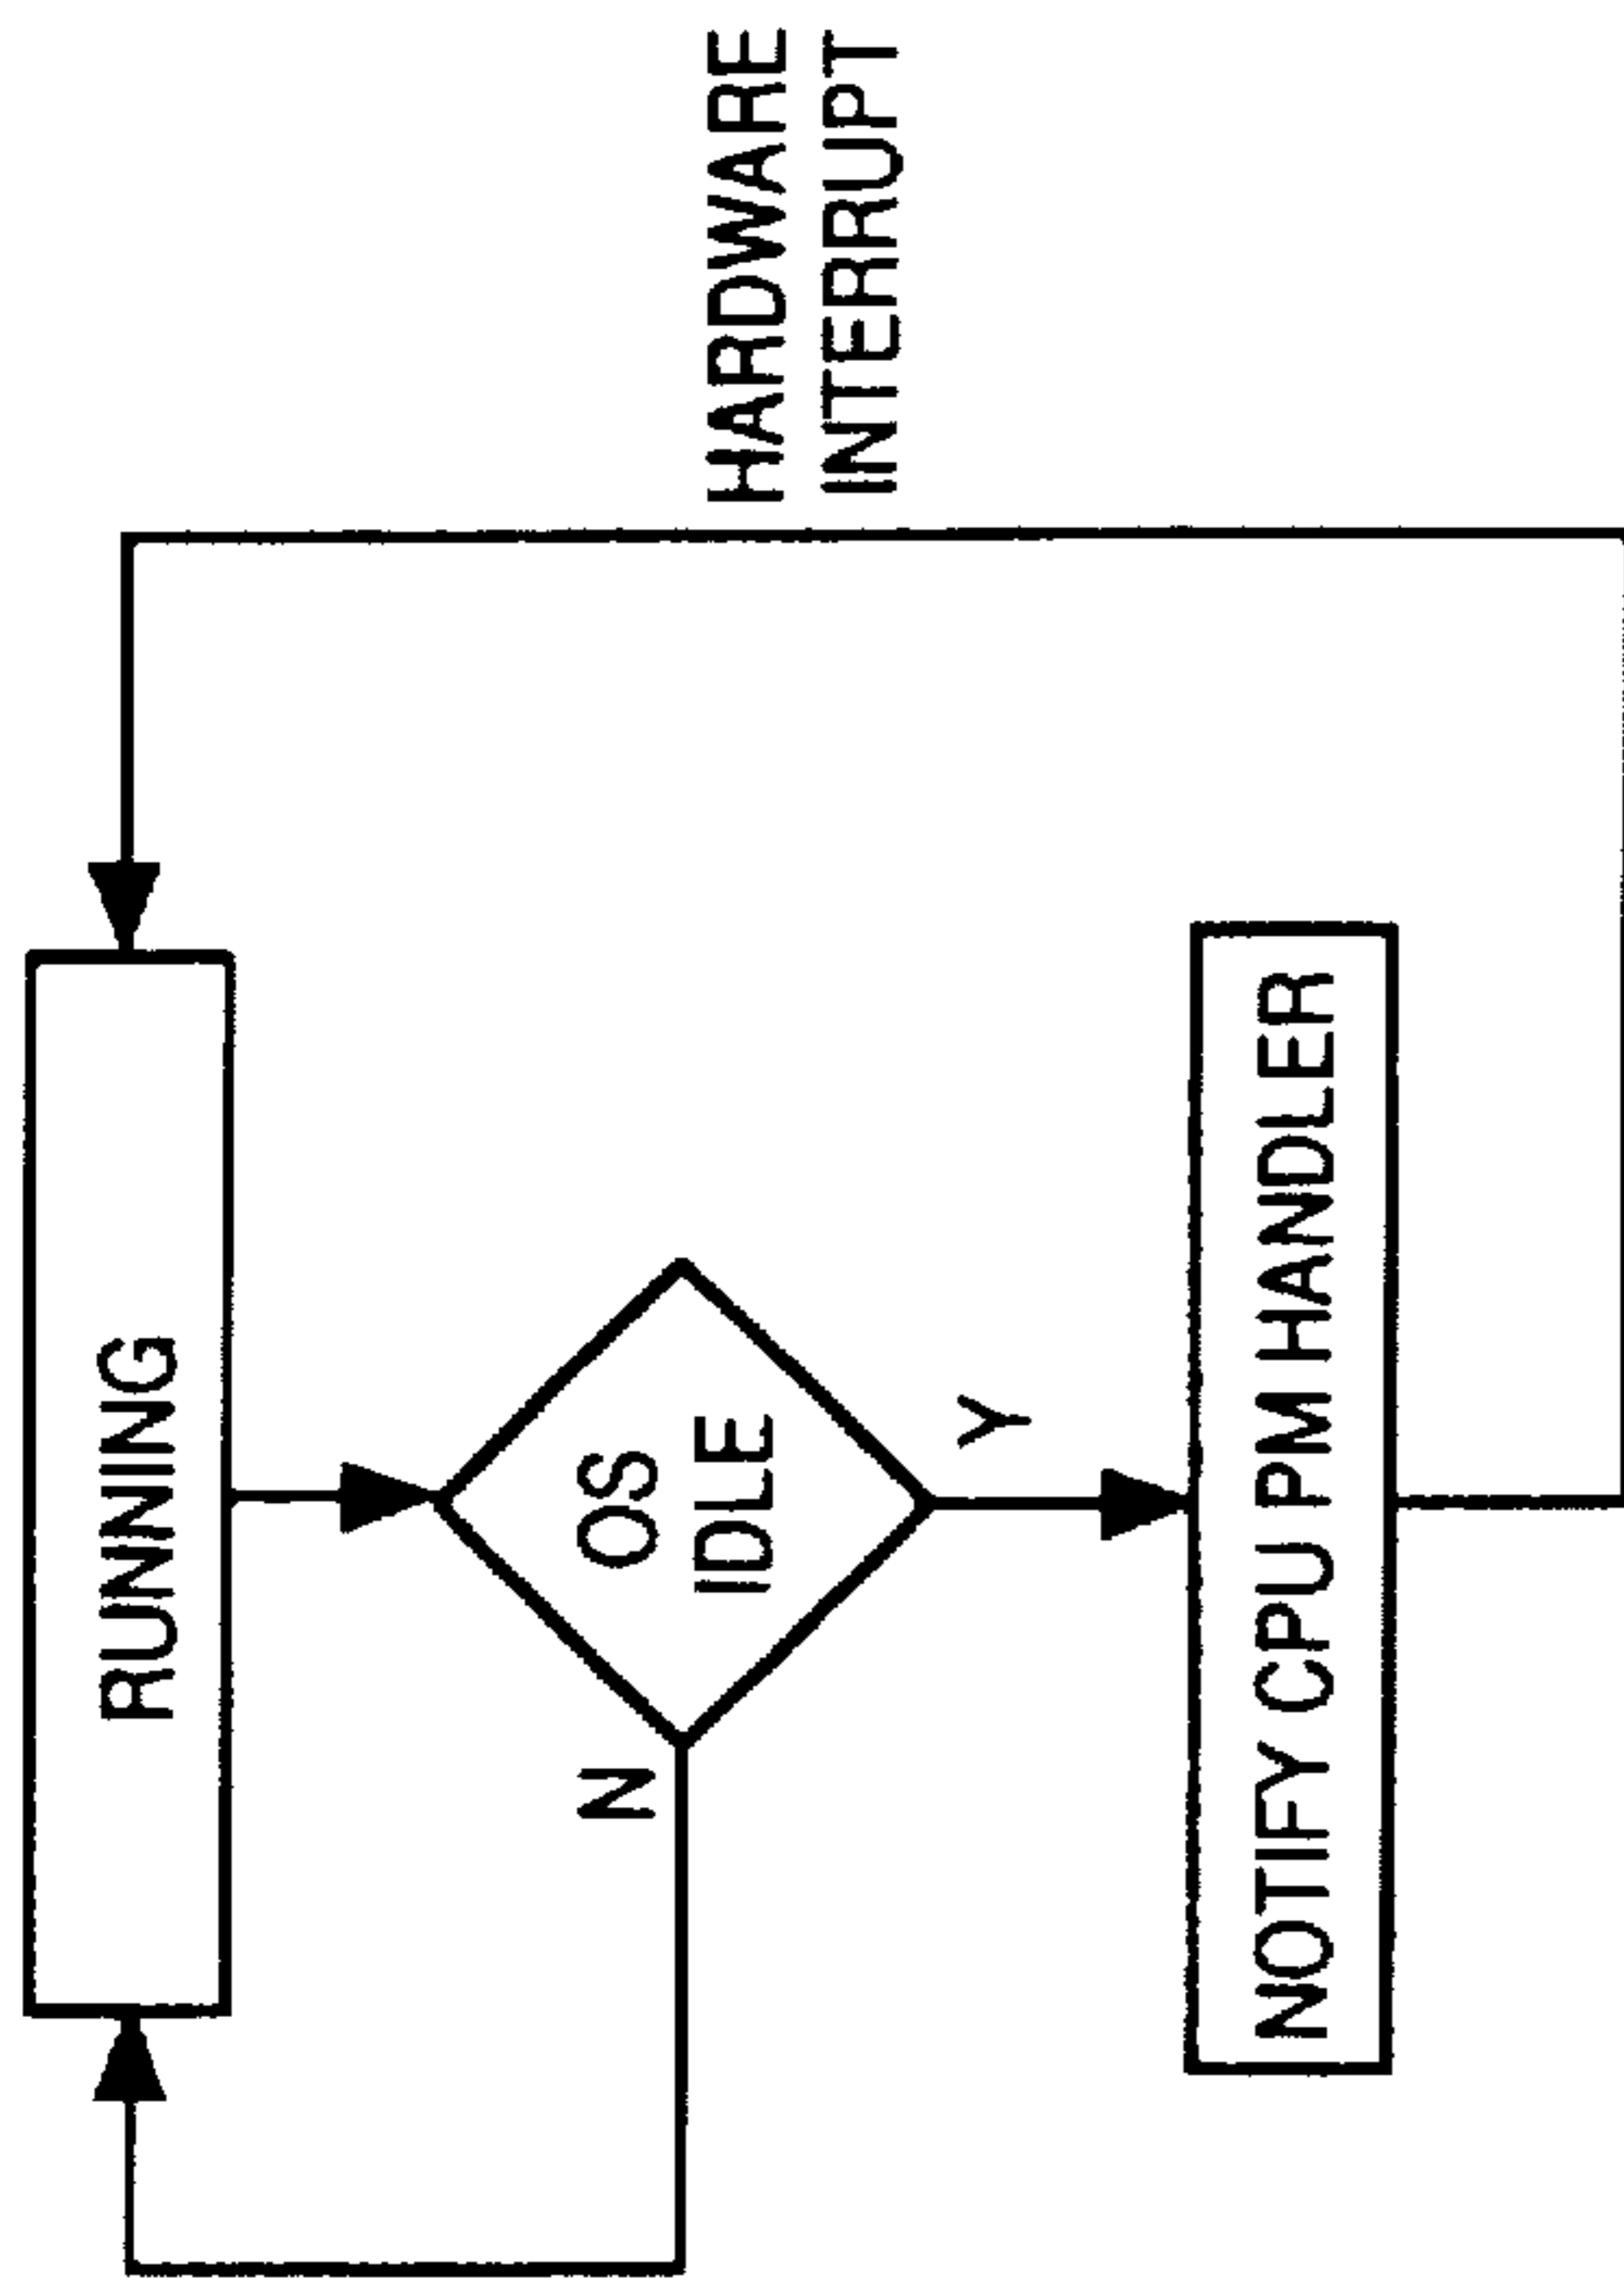 RUNNING
OS
IDLE
N
Y
NOTIFY CPU PM HANDLER
HARDWARE
INTERRUPT